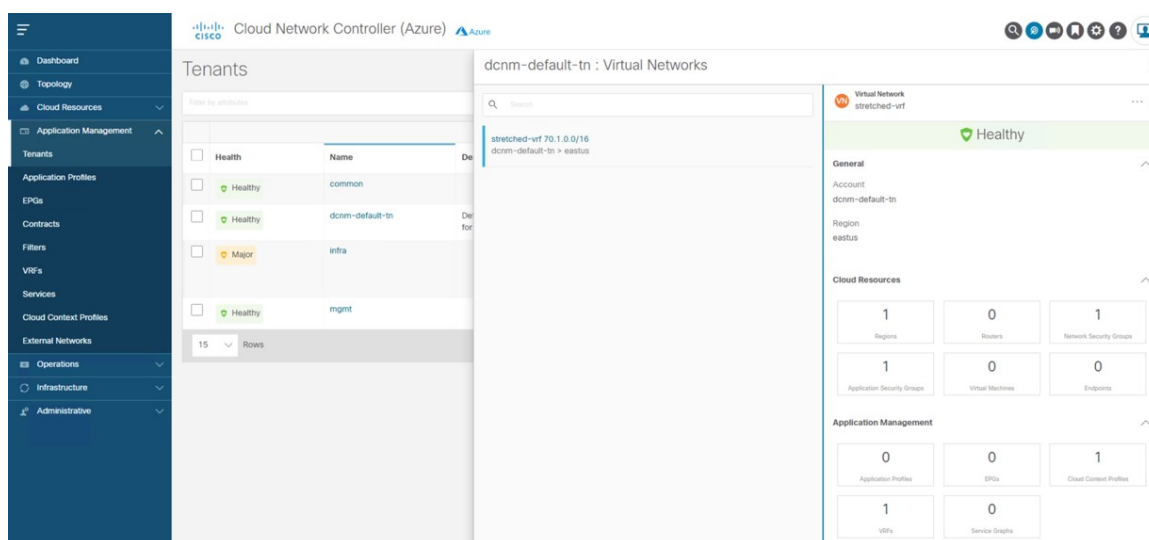 cisco Cloud Network Controller (Azure) Azure
Dashboard
Topology
Cloud Resources
Application Management
Tenants
Application Profiles
EPGs
Contracts
Filters
VRFs
Services
Cloud Context Profiles
External Networks
Operations
Infrastructure
Administrative
Tenants
Filter by attributes
Health Name De
Healthy common
Healthy dcnm-default-tn De
for
Major infra
Healthy mgmt
15 Rows
dcnm-default-tn : Virtual Networks
Search
stretched-vrf 70.1.0.0/16
dcnm-default-tn > eastus
VN Virtual Network
stretched-vrf
Healthy
General
Account
dcnm-default-tn
Region
eastus
Cloud Resources
1 0 1
Regions Routers Network Security Groups
1 0 0
Application Security Groups Virtual Machines Endpoints
Application Management
0 0 1
Application Profiles EPGs Cloud Context Profiles
1 0
VRFs Service Graphs